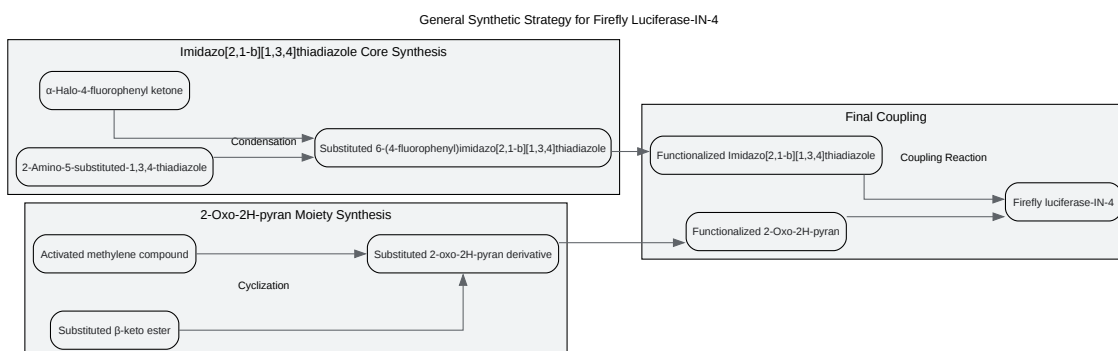 General Synthetic Strategy for Firefly Luciferase-IN-4
Imidazo[2,1-b][1,3,4]thiadiazole Core Synthesis
α-Halo-4-fluorophenyl ketone
Condensation
2-Amino-5-substituted-1,3,4-thiadiazole
Substituted 6-(4-fluorophenyl)imidazo[2,1-b][1,3,4]thiadiazole
Final Coupling
Functionalized Imidazo[2,1-b][1,3,4]thiadiazole
Coupling Reaction
Firefly luciferase-IN-4
Functionalized 2-Oxo-2H-pyran
2-Oxo-2H-pyran Moiety Synthesis
Activated methylene compound
Substituted 2-oxo-2H-pyran derivative
Cyclization
Substituted β-keto ester